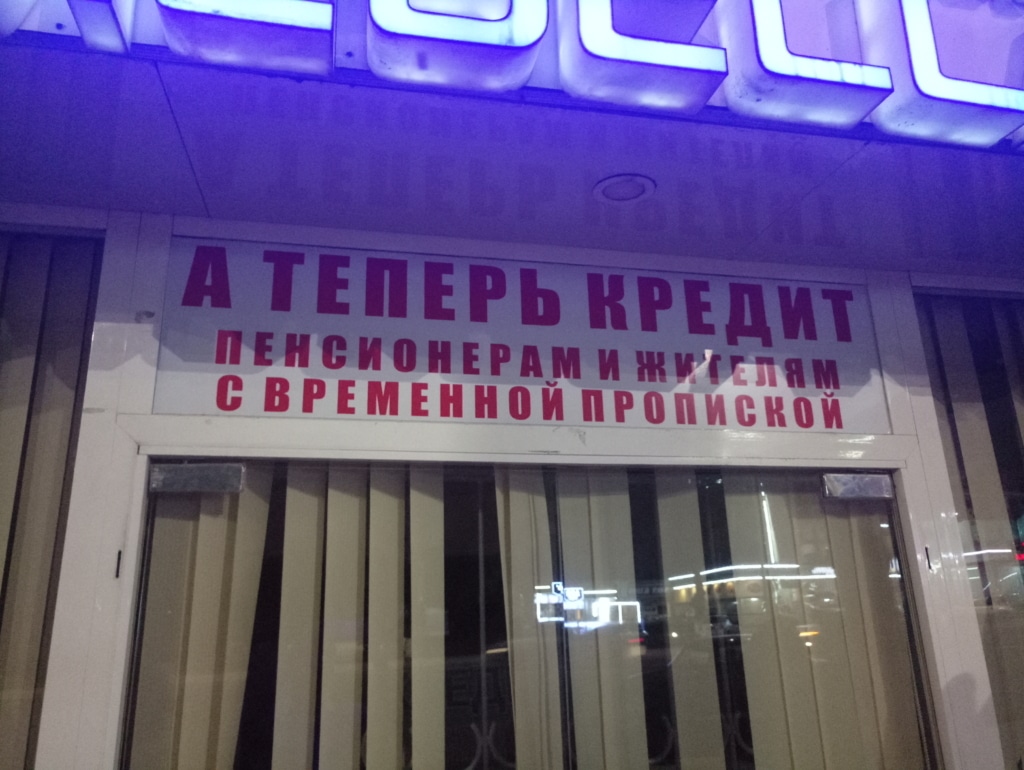 А ТЕПЕРЬ КРЕДИТ
ПЕНСИОНЕРАМ И ЖИТЕЛЯМ
С ВРЕМЕННОЙ ПРОПИСКОЙ